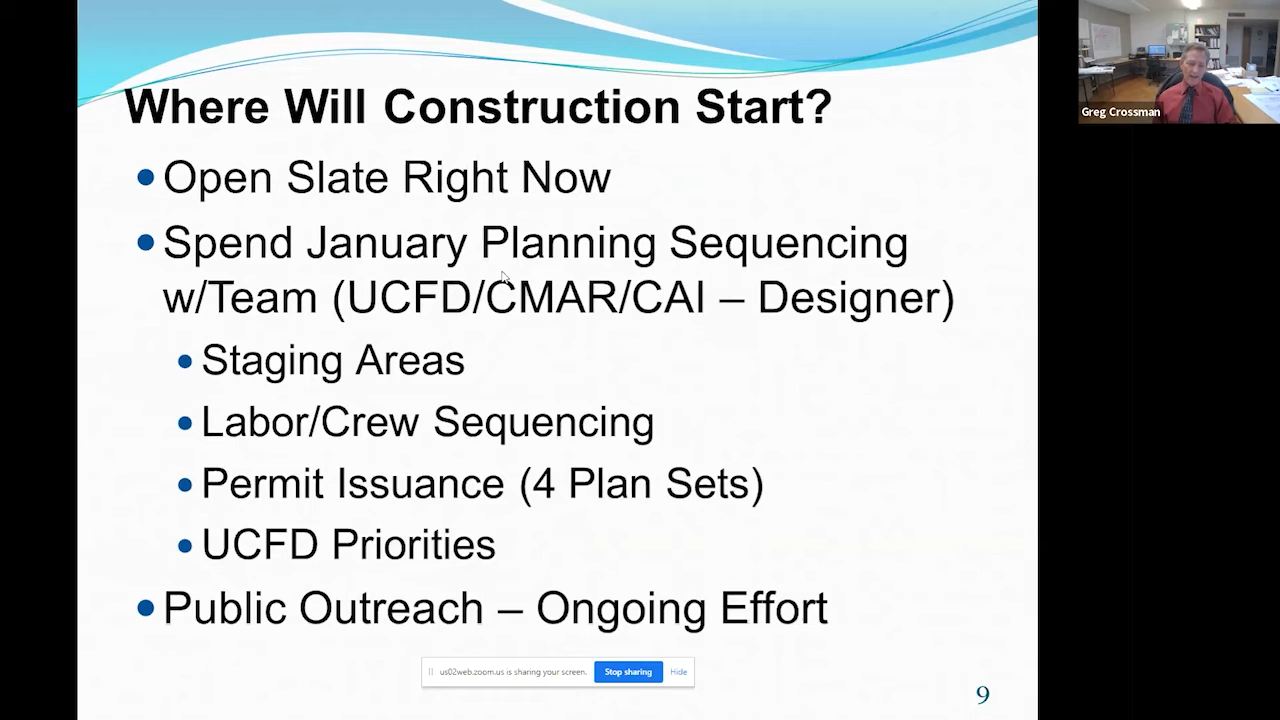 Where Will Construction Start?
Open Slate Right Now
Spend January Planning Sequencing
w/Team (UCFD/CMAR/CAI – Designer)
Staging Areas
Labor/Crew Sequencing
Permit Issuance (4 Plan Sets)
UCFD Priorities
Public Outreach – Ongoing Effort
us02web.zoom.us is sharing your screen. Stop sharing Hide
9
Greg Crossman